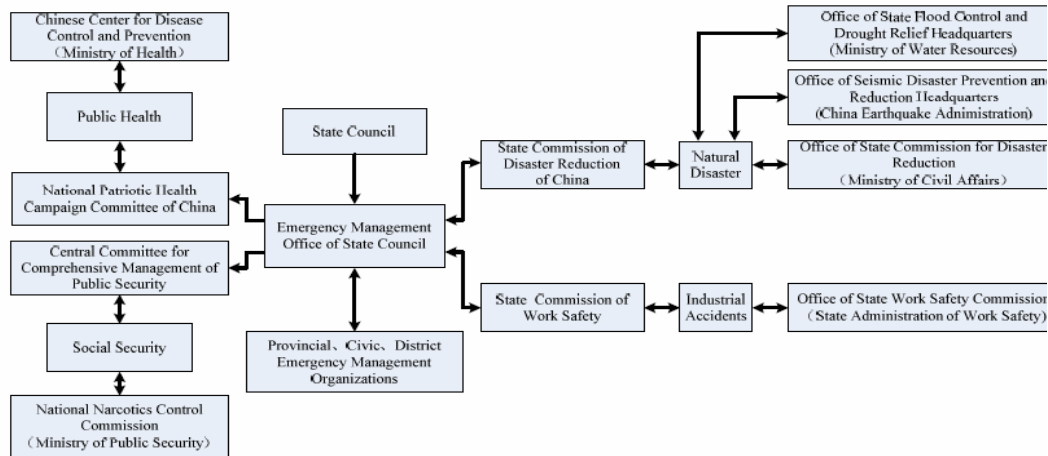 Chinese Center for Disease
Control and Prevention
（Ministry of Health）
Public Health
National Patriotic Health
Campaign Committee of China
Central Committee for
Comprehensive Management of
Public Security
Social Security
National Narcotics Control
Commission
（Ministry of Public Security）
State Council
Emergency Management
Office of State Council
Provincial、Civic、District
Emergency Management
Organizations
State Commission of
Disaster Reduction
of China
State Commission of
Work Safety
Natural
Disaster
Industrial
Accidents
Office of State Flood Control and
Drought Relief Headquarters
(Ministry of Water Resources)
Office of Seismic Disaster Prevention and
Reduction Headquarters
(China Earthquake Adnimistration)
Office of State Commission for Disaster
Reduction
（Ministry of Civil Affairs）
Office of State Work Safety Commission
（State Administration of Work Safety）